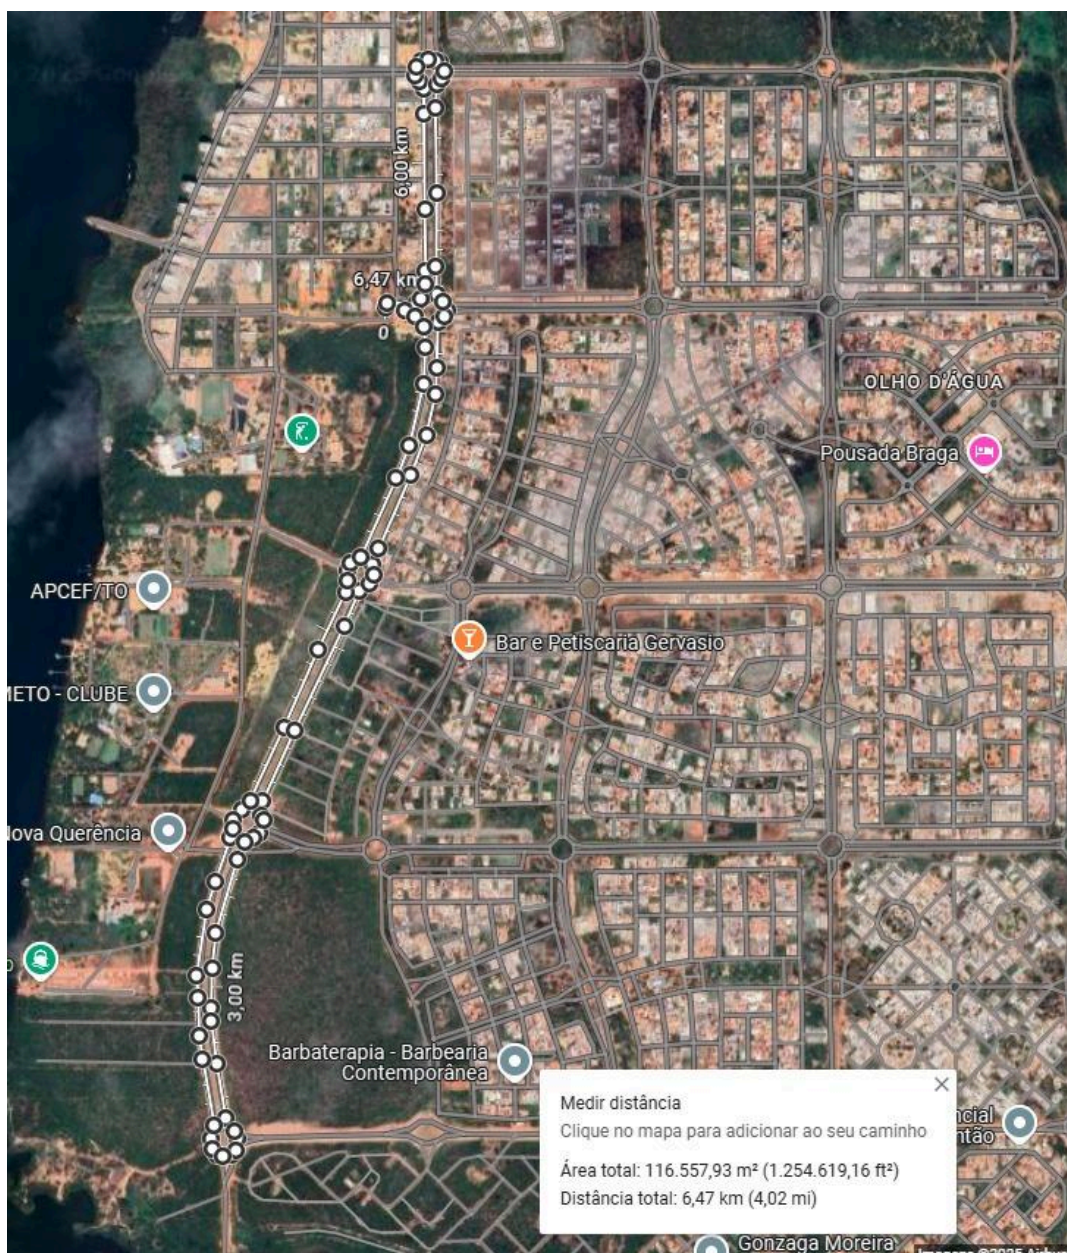 6,00 km
6,47 km
0
OLHO D'ÁGUA
Pousada Braga
APCEF/TO
Bar e Petiscaria Gervasio
METO - CLUBE
Nova Querência
3,00 km
Barbaterapia - Barbearia
Contemporânea
Medir distância
Clique no mapa para adicionar ao seu caminho
Área total: 116.557,93 m² (1.254.619,16 ft²)
Distância total: 6,47 km (4,02 mi)
ncial
ntão
Gonzaga Moreira